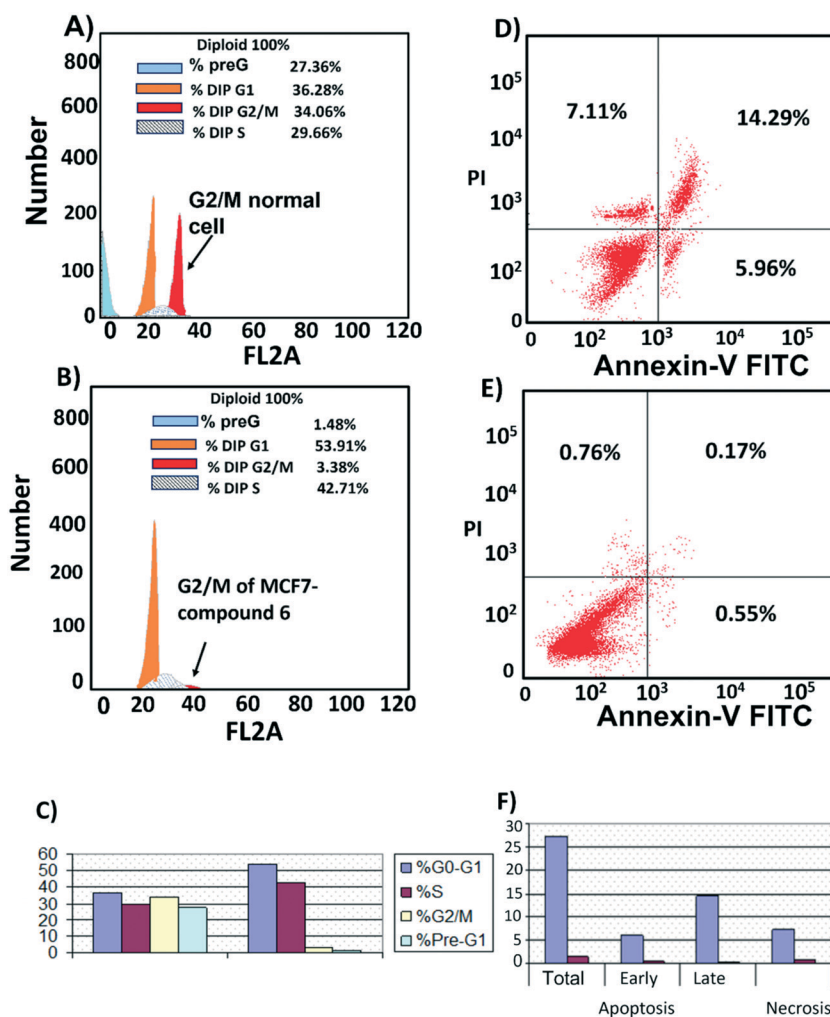 A)
Diploid 100%
% preG 27.36%
% DIP G1 36.28%
% DIP G2/M 34.06%
% DIP S 29.66%
Number
800
600
400
200
100
0
G2/M normal
cell
0 20 40 60 80 100 120
FL2A
B)
Diploid 100%
% preG 1.48%
% DIP G1 53.91%
% DIP G2/M 3.38%
% DIP S 42.71%
Number
800
600
400
200
100
0
G2/M of MCF7-
compound 6
0 20 40 60 80 100 120
FL2A
C)
60
50
40
30
20
10
0
%G0-G1
%S
%G2/M
%Pre-G1
D)
PI
10⁵
10⁴
10³
10²
0
7.11% 14.29%
5.96%
0 10² 10³ 10⁴ 10⁵
Annexin-V FITC
E)
PI
10⁵
10⁴
10³
10²
0
0.76% 0.17%
0.55%
0 10² 10³ 10⁴ 10⁵
Annexin-V FITC
F)
30
25
20
15
10
5
0
Total Early Late
Apoptosis Necrosis